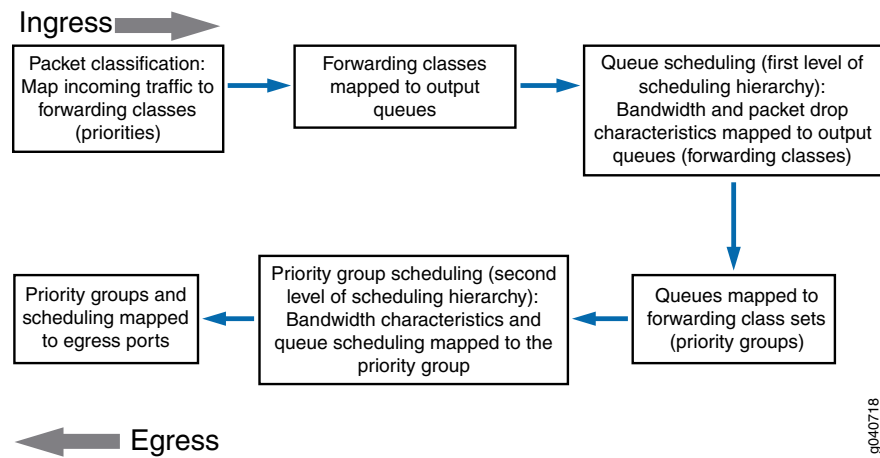 Ingress
Packet classification:
Map incoming traffic to
forwarding classes
(priorities)
Forwarding classes
mapped to output
queues
Queue scheduling (first level of
scheduling hierarchy):
Bandwidth and packet drop
characteristics mapped to output
queues (forwarding classes)
Queues mapped to
forwarding class sets
(priority groups)
Priority group scheduling (second
level of scheduling hierarchy):
Bandwidth characteristics and
queue scheduling mapped to the
priority group
Priority groups and
scheduling mapped
to egress ports
Egress
g040718